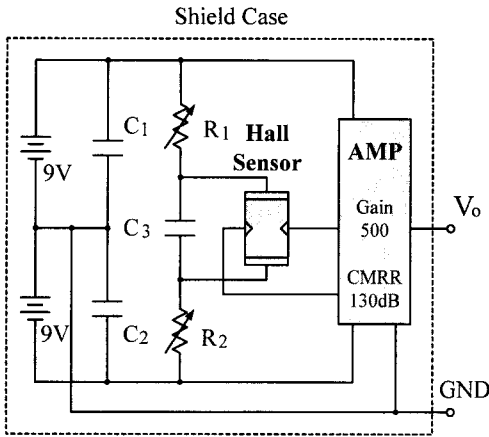 Shield Case
C1
R1
Hall
Sensor
AMP
9V
C3
Gain
500
Vo
CMRR
130dB
9V
C2
R2
GND